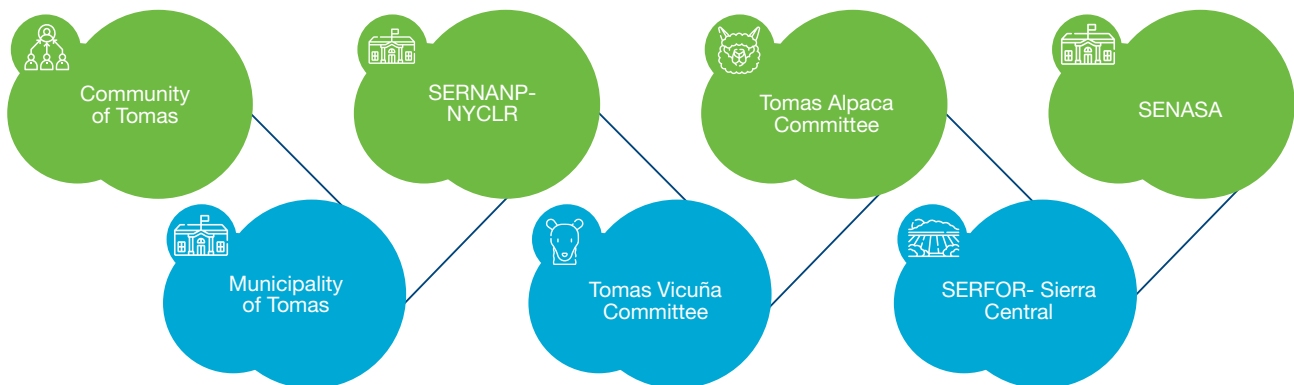 Community
of Tomas
SERNANP-
NYCLR
Tomas Alpaca
Committee
SENASA
Municipality
of Tomas
Tomas Vicuña
Committee
SERFOR- Sierra
Central